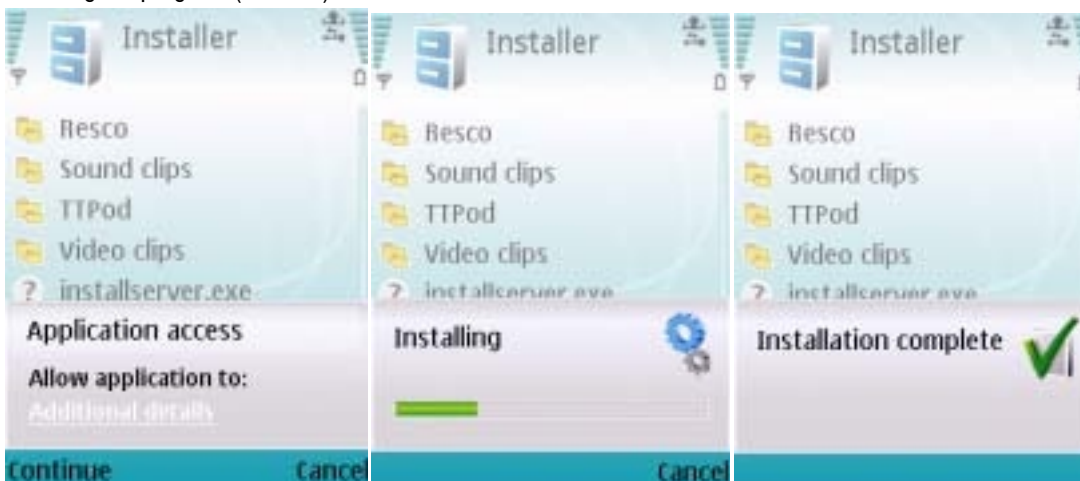 Installer
Resco
Sound clips
TTPod
Video clips
installserver.exe
Application access
Allow application to:
Additional details
Continue Cancel
Installer
Resco
Sound clips
TTPod
Video clips
installserver.exe
Installing
Cancel
Installer
Resco
Sound clips
TTPod
Video clips
installserver.exe
Installation complete